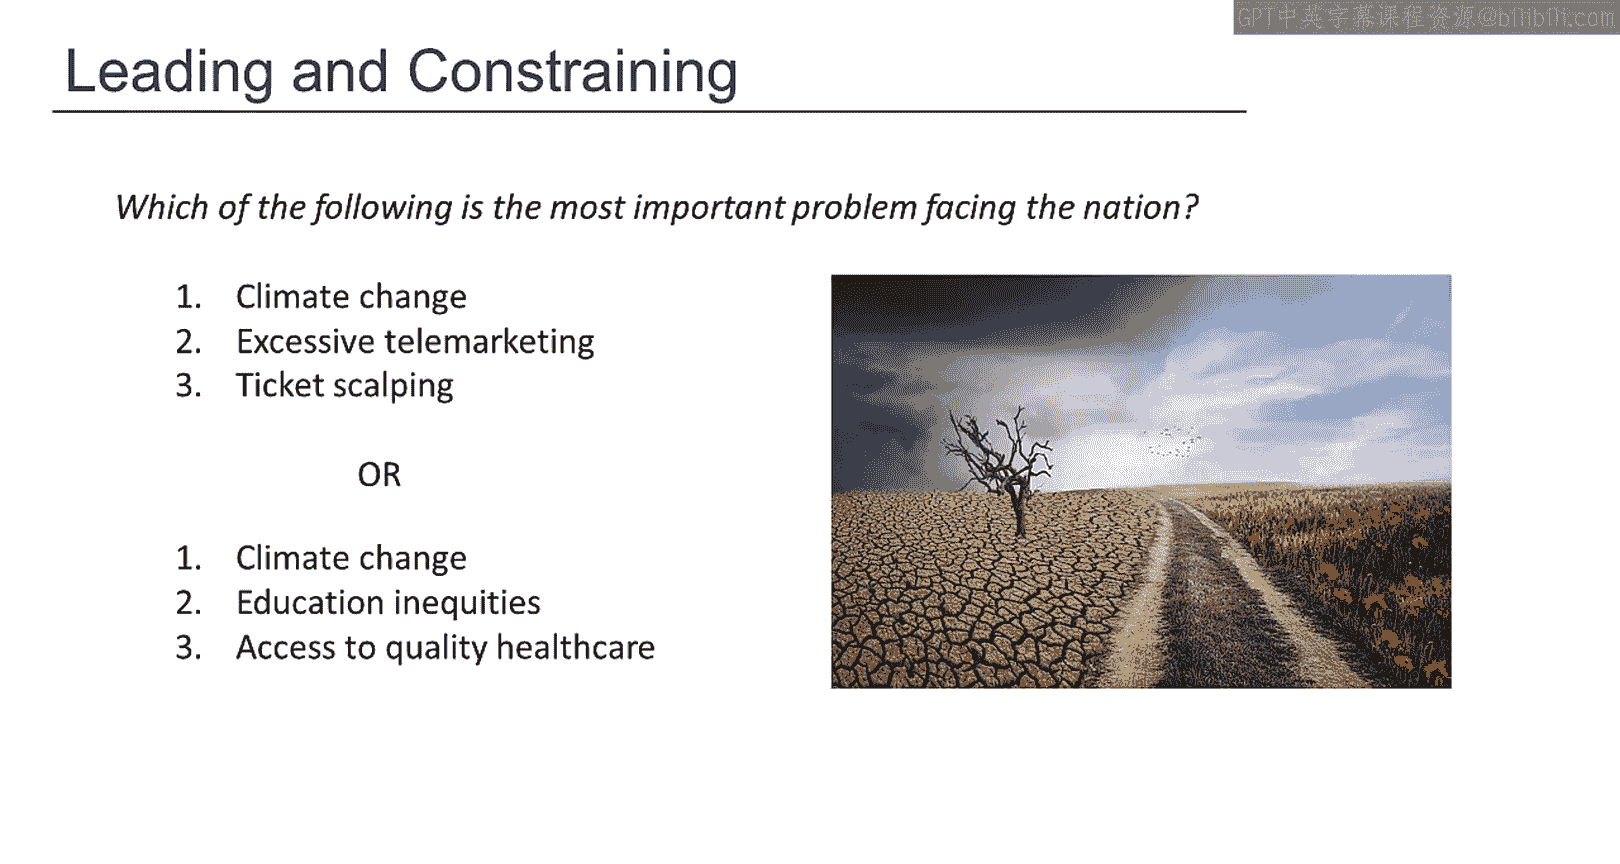 GPT中英字幕课程资源@bilibili.com
Leading and Constraining
Which of the following is the most important problem facing the nation?
1. Climate change
2. Excessive telemarketing
3. Ticket scalping
OR
1. Climate change
2. Education inequities
3. Access to quality healthcare